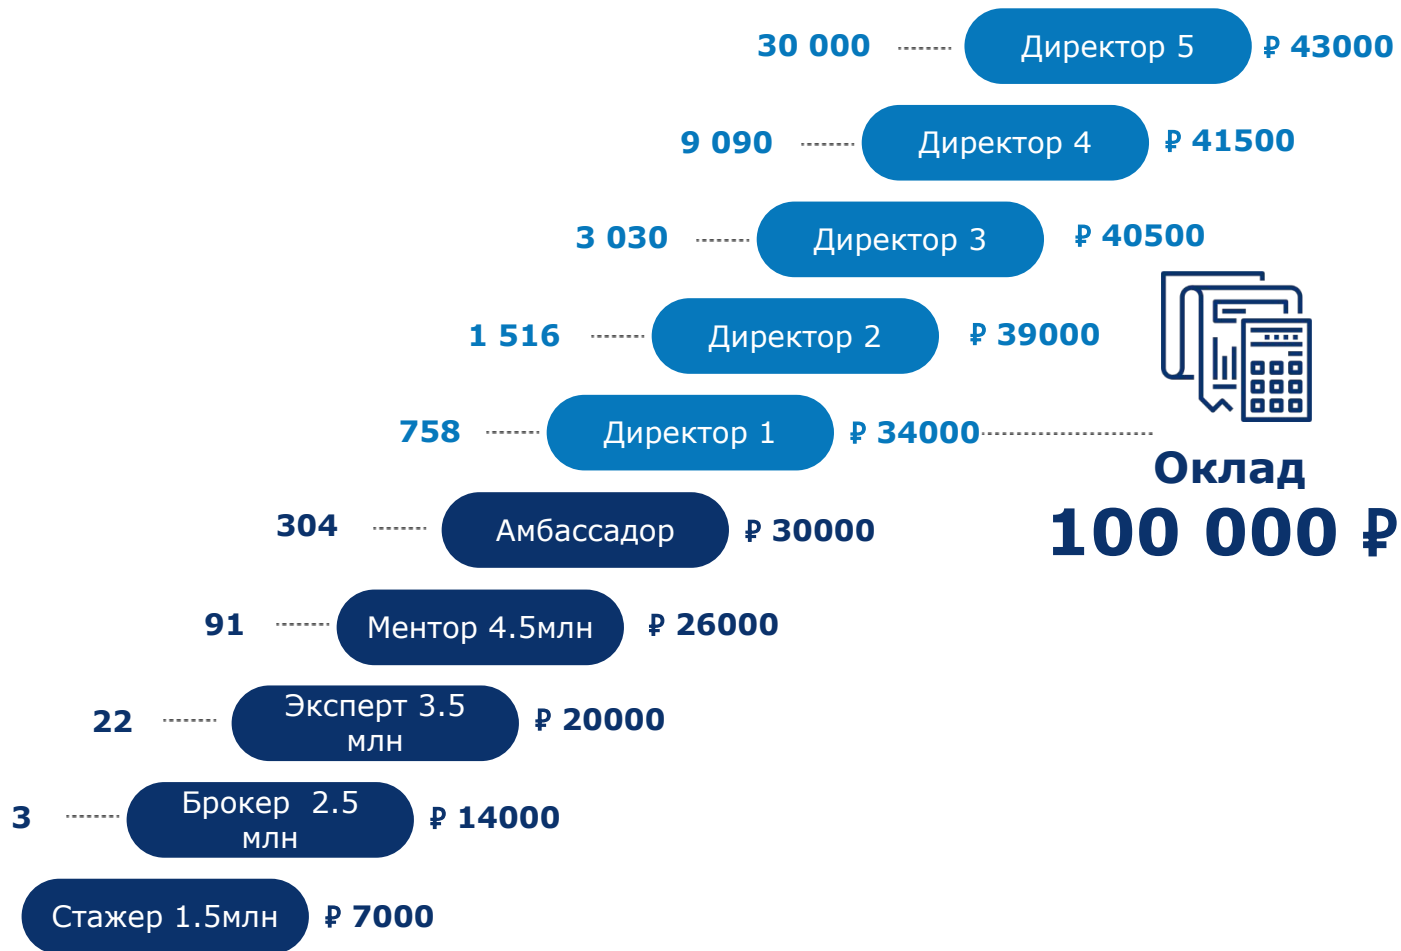 30 000 Директор 5 ₽ 43000
9 090 Директор 4 ₽ 41500
3 030 Директор 3 ₽ 40500
1 516 Директор 2 ₽ 39000
758 Директор 1 ₽ 34000
Оклад
100 000 ₽
304 Амбассадор ₽ 30000
91 Ментор 4.5млн ₽ 26000
22 Эксперт 3.5
млн ₽ 20000
3 Брокер 2.5
млн ₽ 14000
Стажер 1.5млн ₽ 7000